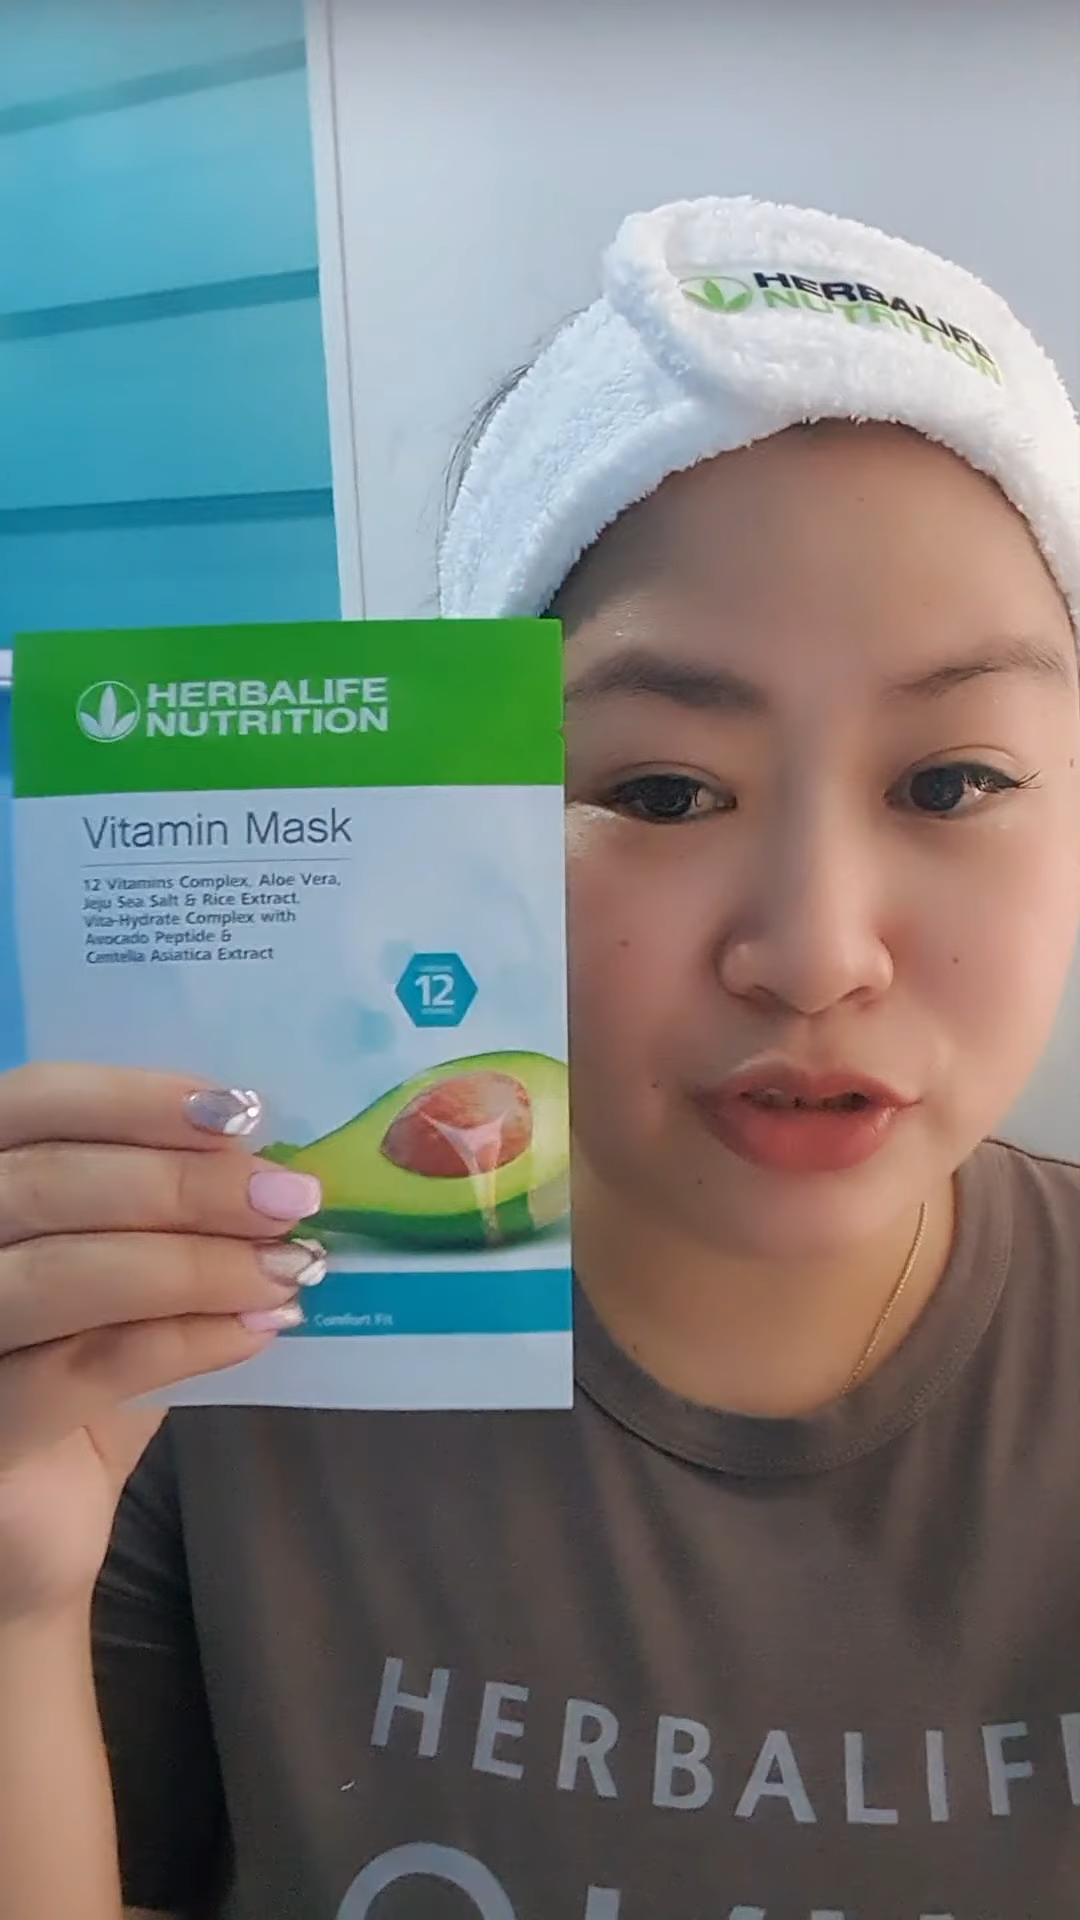 HERBALIFE
NUTRITION
HERBALIFE
NUTRITION
Vitamin Mask
12 Vitamins Complex, Aloe Vera,
Jeju Sea Salt & Rice Extract,
Vita-Hydrate Complex with
Avocado Peptide &
Centella Asiatica Extract
12
Comfort Fit
HERBALIF